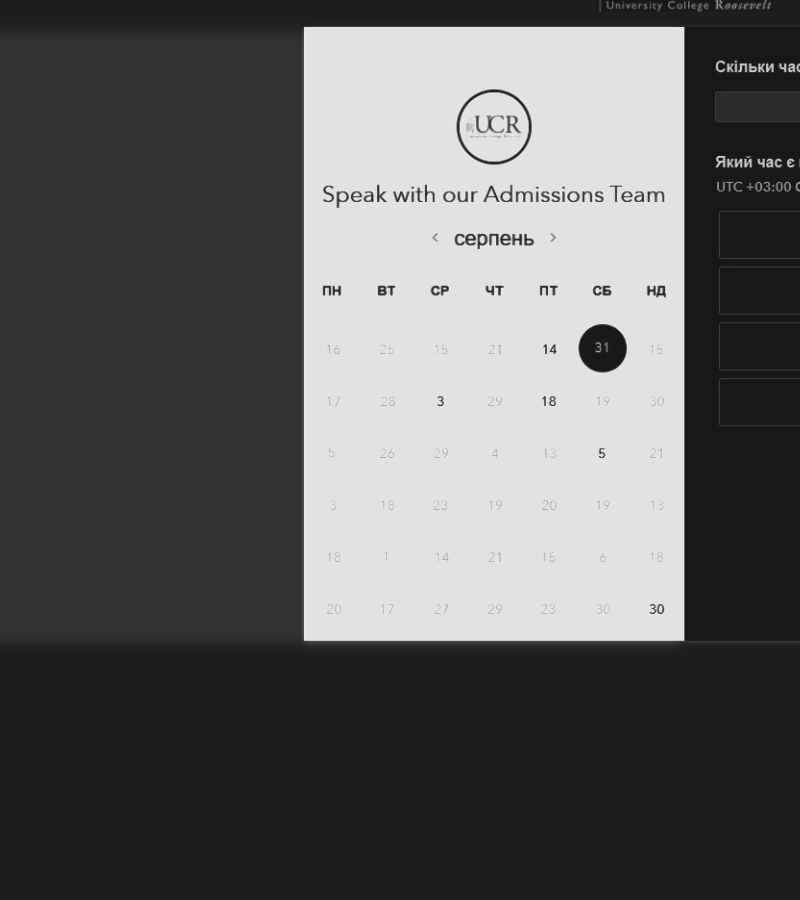 | University College Roosevelt
UCR
Speak with our Admissions Team
< серпень >
ПН ВТ СР ЧТ ПТ СБ НД
16 25 15 21 14 31 15
17 28 3 29 18 19 30
5 26 29 4 13 5 21
3 18 23 19 20 19 13
18 1 14 21 15 6 18
20 17 27 29 23 30 30
Скільки час
Який час є
UTC +03:00